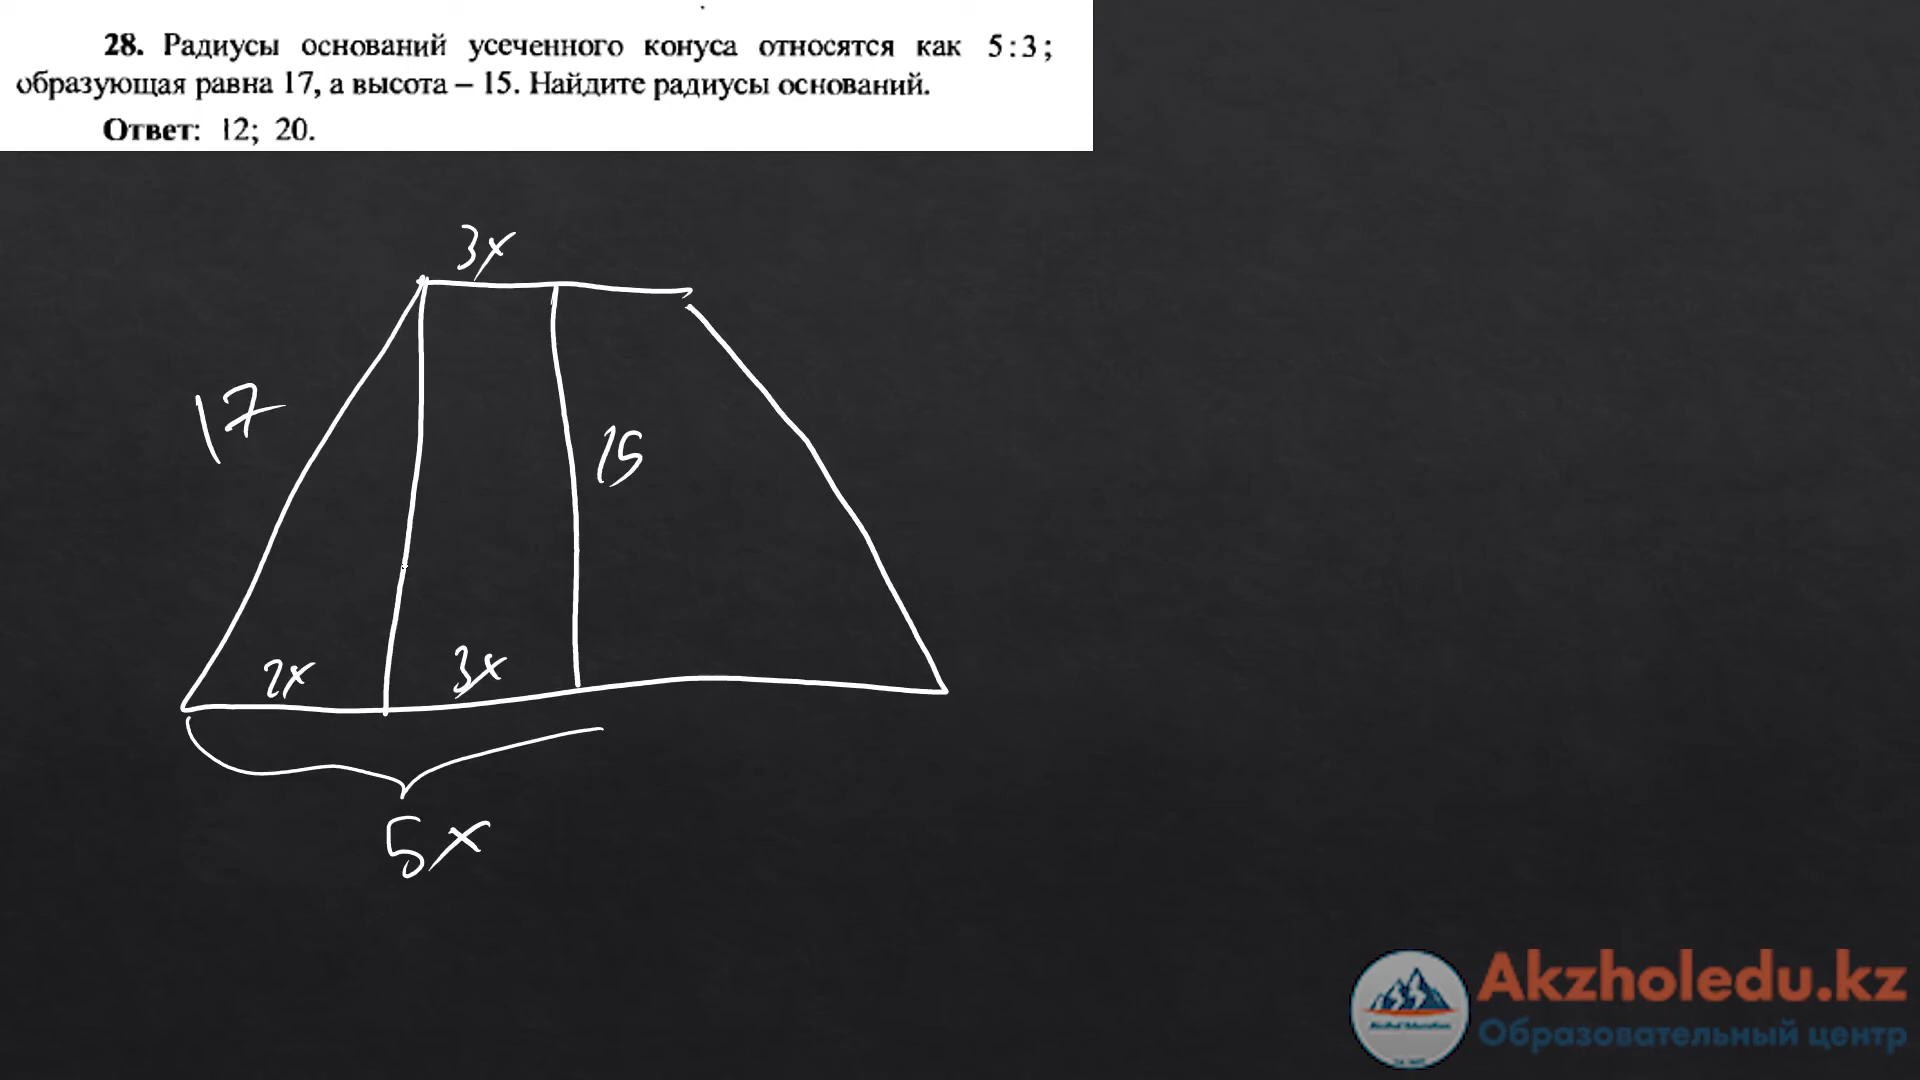 28. Радиусы оснований усеченного конуса относятся как 5:3;
образующая равна 17, а высота – 15. Найдите радиусы оснований.
Ответ: 12; 20.
3x
17
15
2x
3x
5x
Akzholedu.kz
Образовательный центр